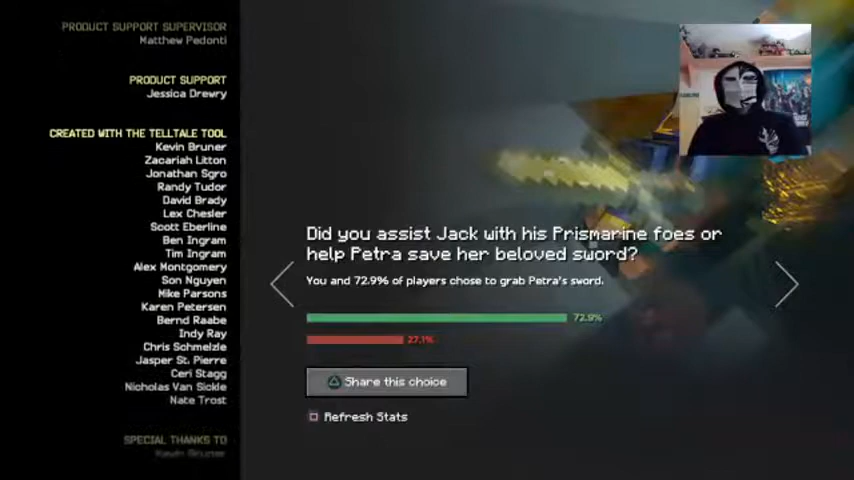 PRODUCT SUPPORT SUPERVISOR
Matthew Pedonti
PRODUCT SUPPORT
Jessica Drewry
CREATED WITH THE TELLTALE TOOL
Kevin Bruner
Zacariah Litton
Jonathan Sgro
Randy Tudor
David Brady
Lex Chesler
Scott Eberline
Ben Ingram
Tim Ingram
Alex Montgomery
Son Nguyen
Mike Parsons
Karen Petersen
Bernd Raabe
Indy Ray
Chris Schmelzle
Jasper St. Pierre
Ceri Stagg
Nicholas Van Sickle
Nate Trost
SPECIAL THANKS TO
Kevin Bruner
Did you assist Jack with his Prismarine foes or
help Petra save her beloved sword?
You and 72.9% of players chose to grab Petra's sword.
72.9%
27.1%
Share this choice
Refresh Stats